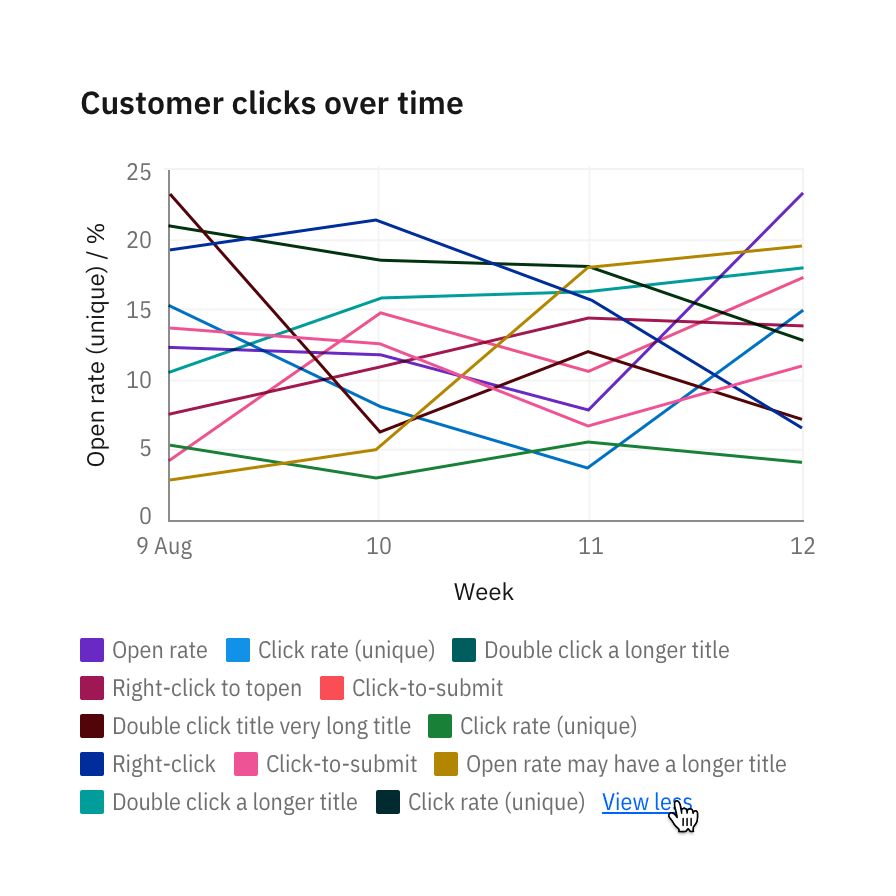 Customer clicks over time
25
20
15
10
5
0
Open rate (unique) / %
9 Aug 10 11 12
Week
Open rate Click rate (unique) Double click a longer title
Right-click to topen Click-to-submit
Double click title very long title Click rate (unique)
Right-click Click-to-submit Open rate may have a longer title
Double click a longer title Click rate (unique) View less